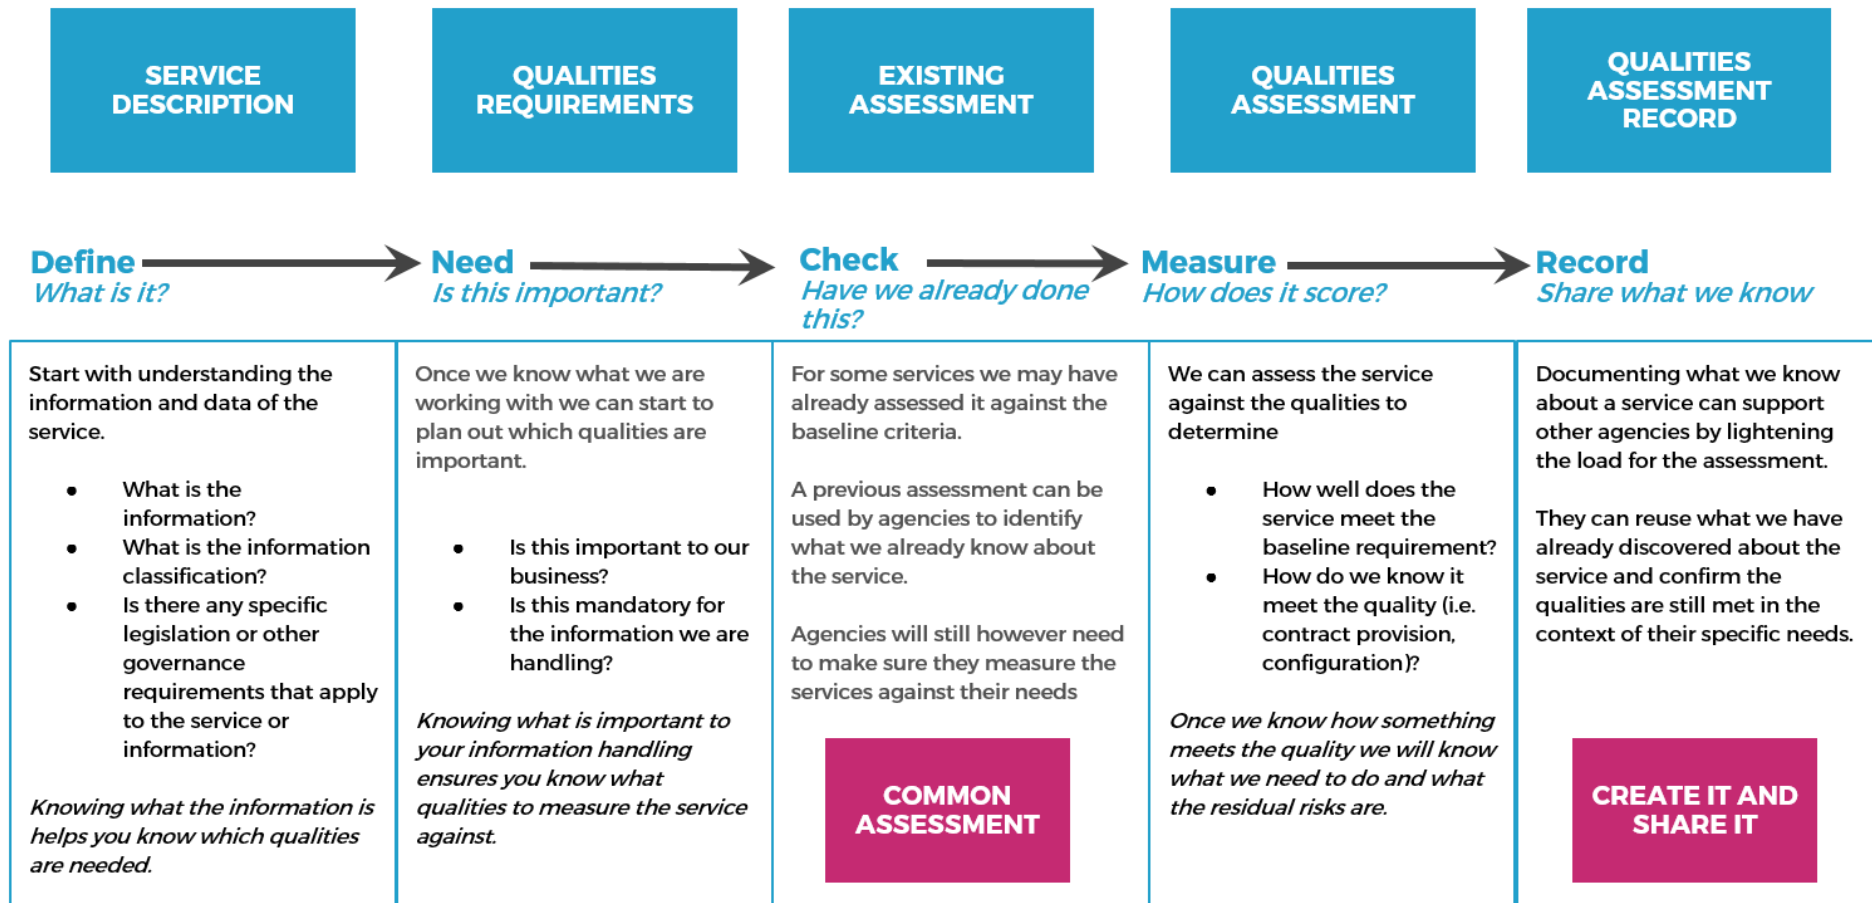 SERVICE
DESCRIPTION
QUALITIES
REQUIREMENTS
EXISTING
ASSESSMENT
QUALITIES
ASSESSMENT
QUALITIES
ASSESSMENT
RECORD
Define
What is it?
Need
Is this important?
Check
Have we already done
this?
Measure
How does it score?
Record
Share what we know
Start with understanding the
information and data of the
service.
● What is the
information?
● What is the information
classification?
● Is there any specific
legislation or other
governance
requirements that apply
to the service or
information?
Knowing what the information is
helps you know which qualities
are needed.
Once we know what we are
working with we can start to
plan out which qualities are
important.
● Is this important to our
business?
● Is this mandatory for
the information we are
handling?
Knowing what is important to
your information handling
ensures you know what
qualities to measure the service
against.
For some services we may have
already assessed it against the
baseline criteria.
A previous assessment can be
used by agencies to identify
what we already know about
the service.
Agencies will still however need
to make sure they measure the
services against their needs
COMMON
ASSESSMENT
We can assess the service
against the qualities to
determine
● How well does the
service meet the
baseline requirement?
● How do we know it
meet the quality (i.e.
contract provision,
configuration)?
Once we know how something
meets the quality we will know
what we need to do and what
the residual risks are.
Documenting what we know
about a service can support
other agencies by lightening
the load for the assessment.
They can reuse what we have
already discovered about the
service and confirm the
qualities are still met in the
context of their specific needs.
CREATE IT AND
SHARE IT